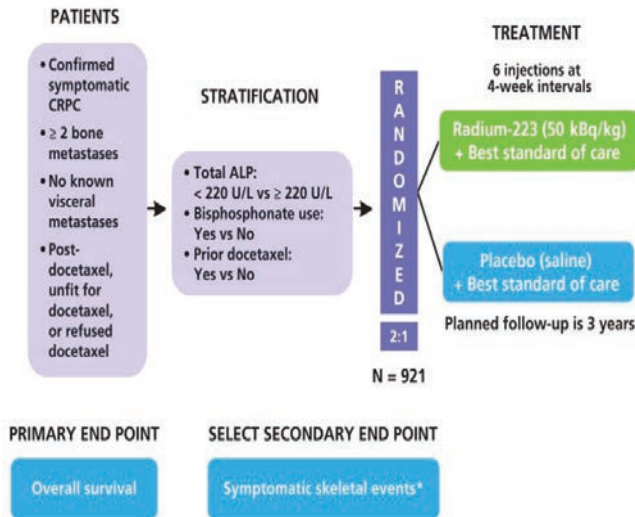 PATIENTS
• Confirmed
symptomatic
CRPC
• ≥ 2 bone
metastases
• No known
visceral
metastases
• Post-
docetaxel,
unfit for
docetaxel,
or refused
docetaxel
STRATIFICATION
• Total ALP:
< 220 U/L vs ≥ 220 U/L
• Bisphosphonate use:
Yes vs No
• Prior docetaxel:
Yes vs No
RANDOMIZED
2:1
N = 921
TREATMENT
6 injections at
4-week intervals
Radium-223 (50 kBq/kg)
+ Best standard of care
Placebo (saline)
+ Best standard of care
Planned follow-up is 3 years
PRIMARY END POINT
Overall survival
SELECT SECONDARY END POINT
Symptomatic skeletal events*